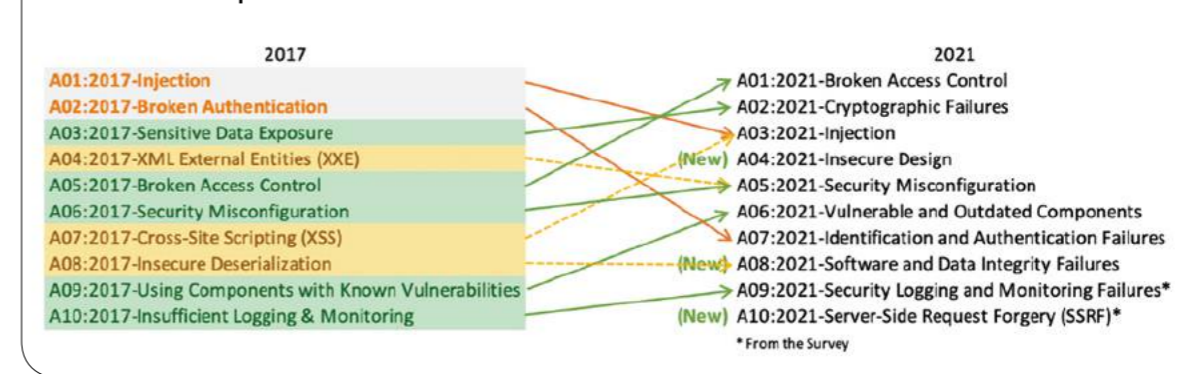 2017
A01:2017-Injection
A02:2017-Broken Authentication
A03:2017-Sensitive Data Exposure
A04:2017-XML External Entities (XXE)
A05:2017-Broken Access Control
A06:2017-Security Misconfiguration
A07:2017-Cross-Site Scripting (XSS)
A08:2017-Insecure Deserialization
A09:2017-Using Components with Known Vulnerabilities
A10:2017-Insufficient Logging & Monitoring
2021
A01:2021-Broken Access Control
A02:2021-Cryptographic Failures
A03:2021-Injection
(New) A04:2021-Insecure Design
A05:2021-Security Misconfiguration
A06:2021-Vulnerable and Outdated Components
A07:2021-Identification and Authentication Failures
(New) A08:2021-Software and Data Integrity Failures
A09:2021-Security Logging and Monitoring Failures*
(New) A10:2021-Server-Side Request Forgery (SSRF)*
* From the Survey